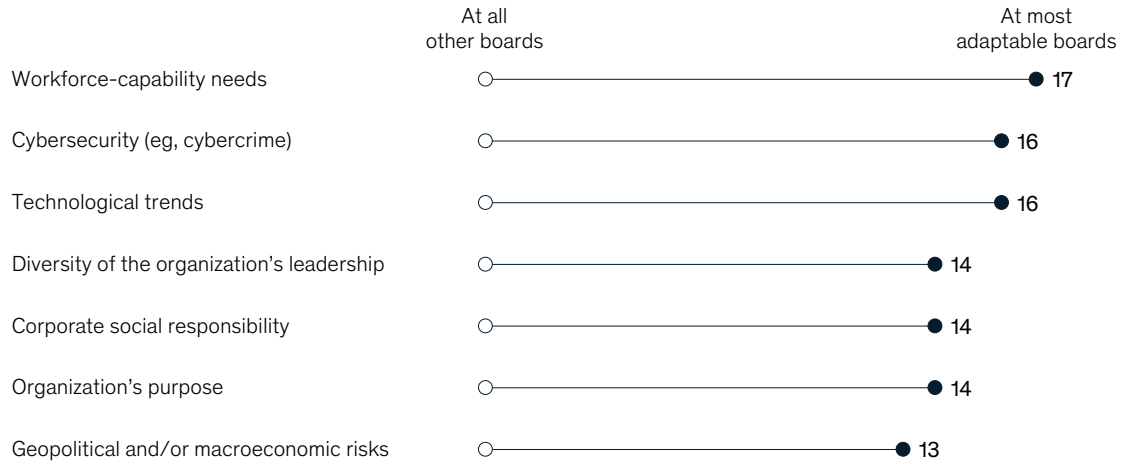 At all
other boards
At most
adaptable boards
Workforce-capability needs 17
Cybersecurity (eg, cybercrime) 16
Technological trends 16
Diversity of the organization’s leadership 14
Corporate social responsibility 14
Organization’s purpose 14
Geopolitical and/or macroeconomic risks 13